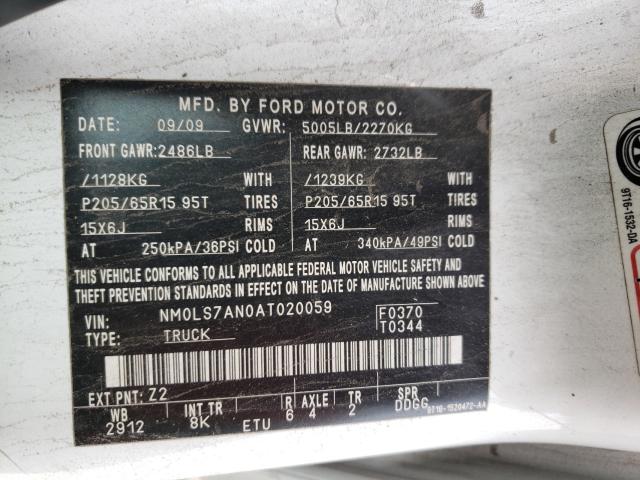 MFD. BY FORD MOTOR CO.
DATE: 09/09 GVWR: 5005LB/2270KG
FRONT GAWR: 2486LB REAR GAWR: 2732LB
/1128KG WITH /1239KG WITH
P205/65R15 95T TIRES P205/65R15 95T TIRES
15X6J RIMS 15X6J RIMS
AT 250kPA/36PSI COLD AT 340kPA/49PSI COLD
THIS VEHICLE CONFORMS TO ALL APPLICABLE FEDERAL MOTOR VEHICLE SAFETY AND
THEFT PREVENTION STANDARDS IN EFFECT ON THE DATE OF MANUFACTURE SHOWN ABOVE
VIN: NM0LS7AN0AT020059 F0370
TYPE: TRUCK T0344
EXT PNT: Z2
WB INT TR R AXLE TR SPR
2912 8K ETU 6 4 2 DDGG
9T16-1520472-AA
9T16-1532-DA